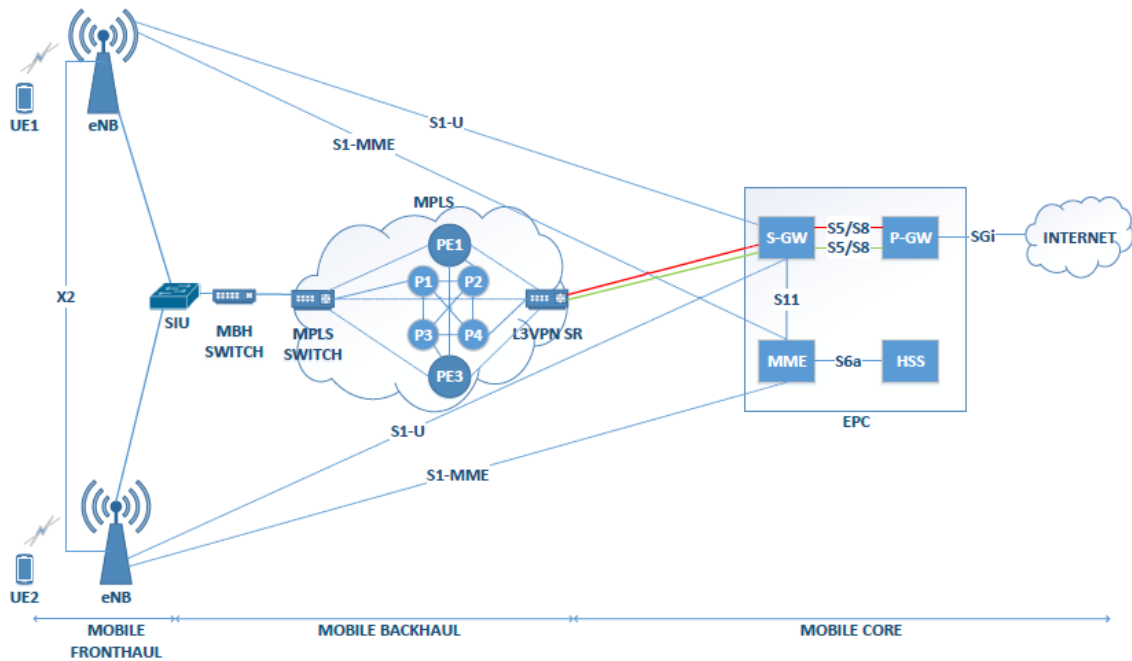 UE1
eNB
S1-U
S1-MME
MPLS
PE1
P1
P2
P3
P4
PE3
X2
SIU
MBH
SWITCH
MPLS
SWITCH
L3VPN SR
S-GW
S5/S8
S5/S8
P-GW
SGi
INTERNET
S11
MME
S6a
HSS
EPC
S1-U
S1-MME
UE2
eNB
MOBILE
FRONTHAUL
MOBILE BACKHAUL
MOBILE CORE